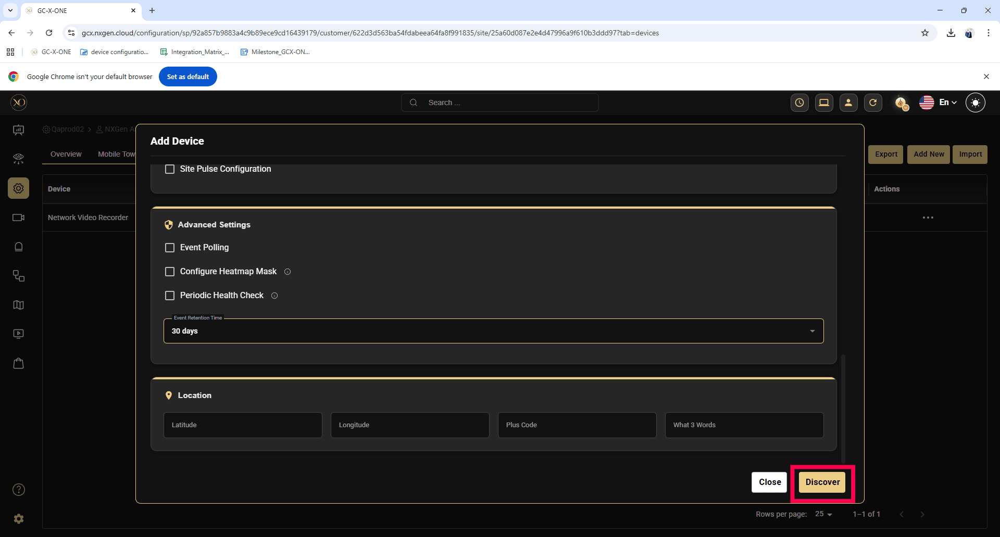 GC-X-ONE
gcx.nxgen.cloud/configuration/sp/92a857b9883a4c9b89ece9cd16439179/customer/622d3d563ba54fdabeea64fa8f991835/site/25a60d087e2e4d47996a9f610b3ddd97?tab=devices
GC-X-ONE device configuratio... Integration_Matrix_... Milestone_GCX-ON...
Google Chrome isn't your default browser Set as default
XO Search ... En
Qaprod02 > NXGen A
Add Device
Overview Mobile Tow Export Add New Import
Site Pulse Configuration
Device Actions
Network Video Recorder
Advanced Settings
Event Polling
Configure Heatmap Mask
Periodic Health Check
Event Retention Time
30 days
Location
Latitude Longitude Plus Code What 3 Words
Close Discover
Rows per page: 25 1–1 of 1